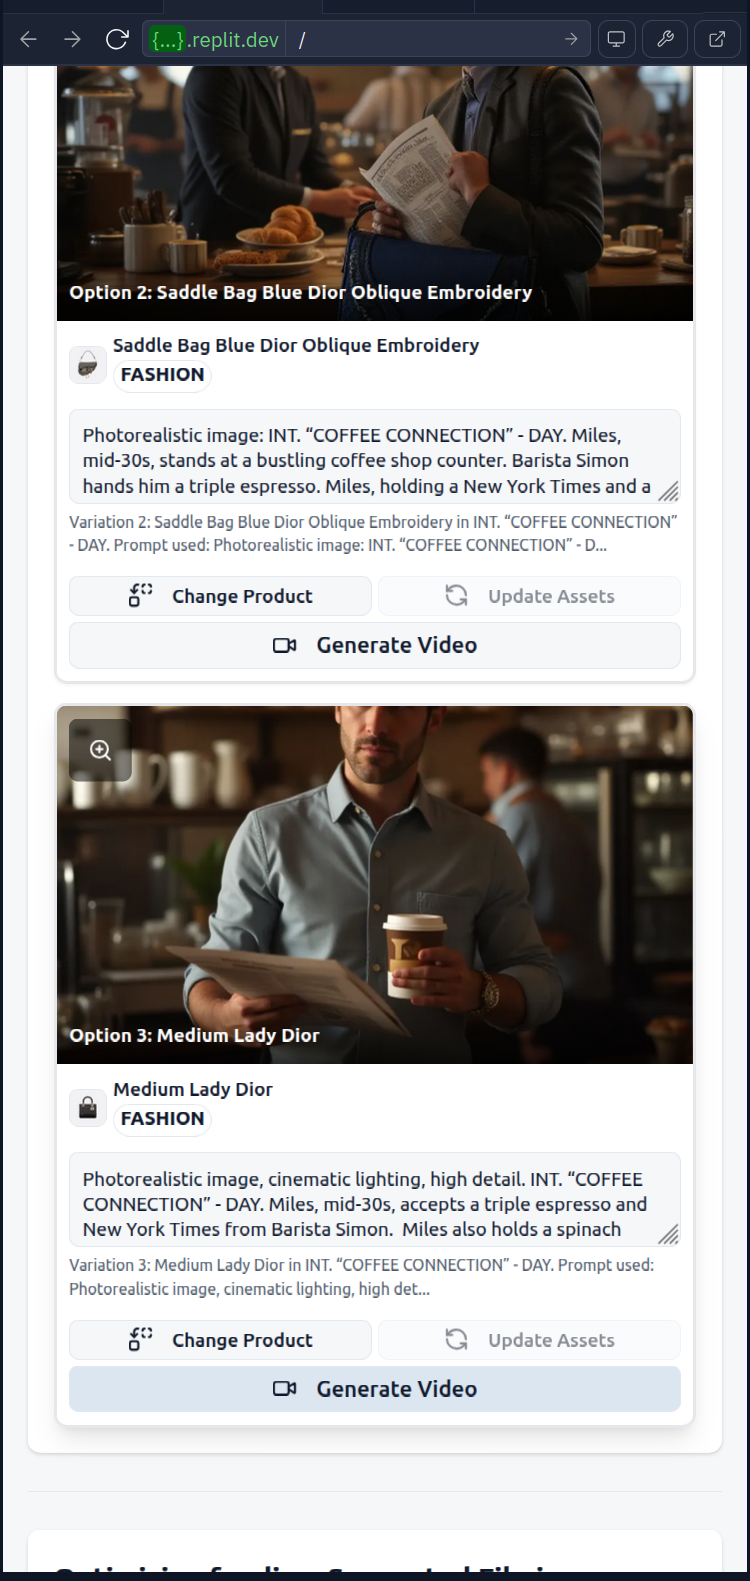 {...}.replit.dev /
Option 2: Saddle Bag Blue Dior Oblique Embroidery
Saddle Bag Blue Dior Oblique Embroidery
FASHION
Photorealistic image: INT. “COFFEE CONNECTION” - DAY. Miles,
mid-30s, stands at a bustling coffee shop counter. Barista Simon
hands him a triple espresso. Miles, holding a New York Times and a
Variation 2: Saddle Bag Blue Dior Oblique Embroidery in INT. “COFFEE CONNECTION”
- DAY. Prompt used: Photorealistic image: INT. “COFFEE CONNECTION” - D...
Change Product
Update Assets
Generate Video
Option 3: Medium Lady Dior
Medium Lady Dior
FASHION
Photorealistic image, cinematic lighting, high detail. INT. “COFFEE
CONNECTION” - DAY. Miles, mid-30s, accepts a triple espresso and
New York Times from Barista Simon.  Miles also holds a spinach
Variation 3: Medium Lady Dior in INT. “COFFEE CONNECTION” - DAY. Prompt used:
Photorealistic image, cinematic lighting, high det...
Change Product
Update Assets
Generate Video